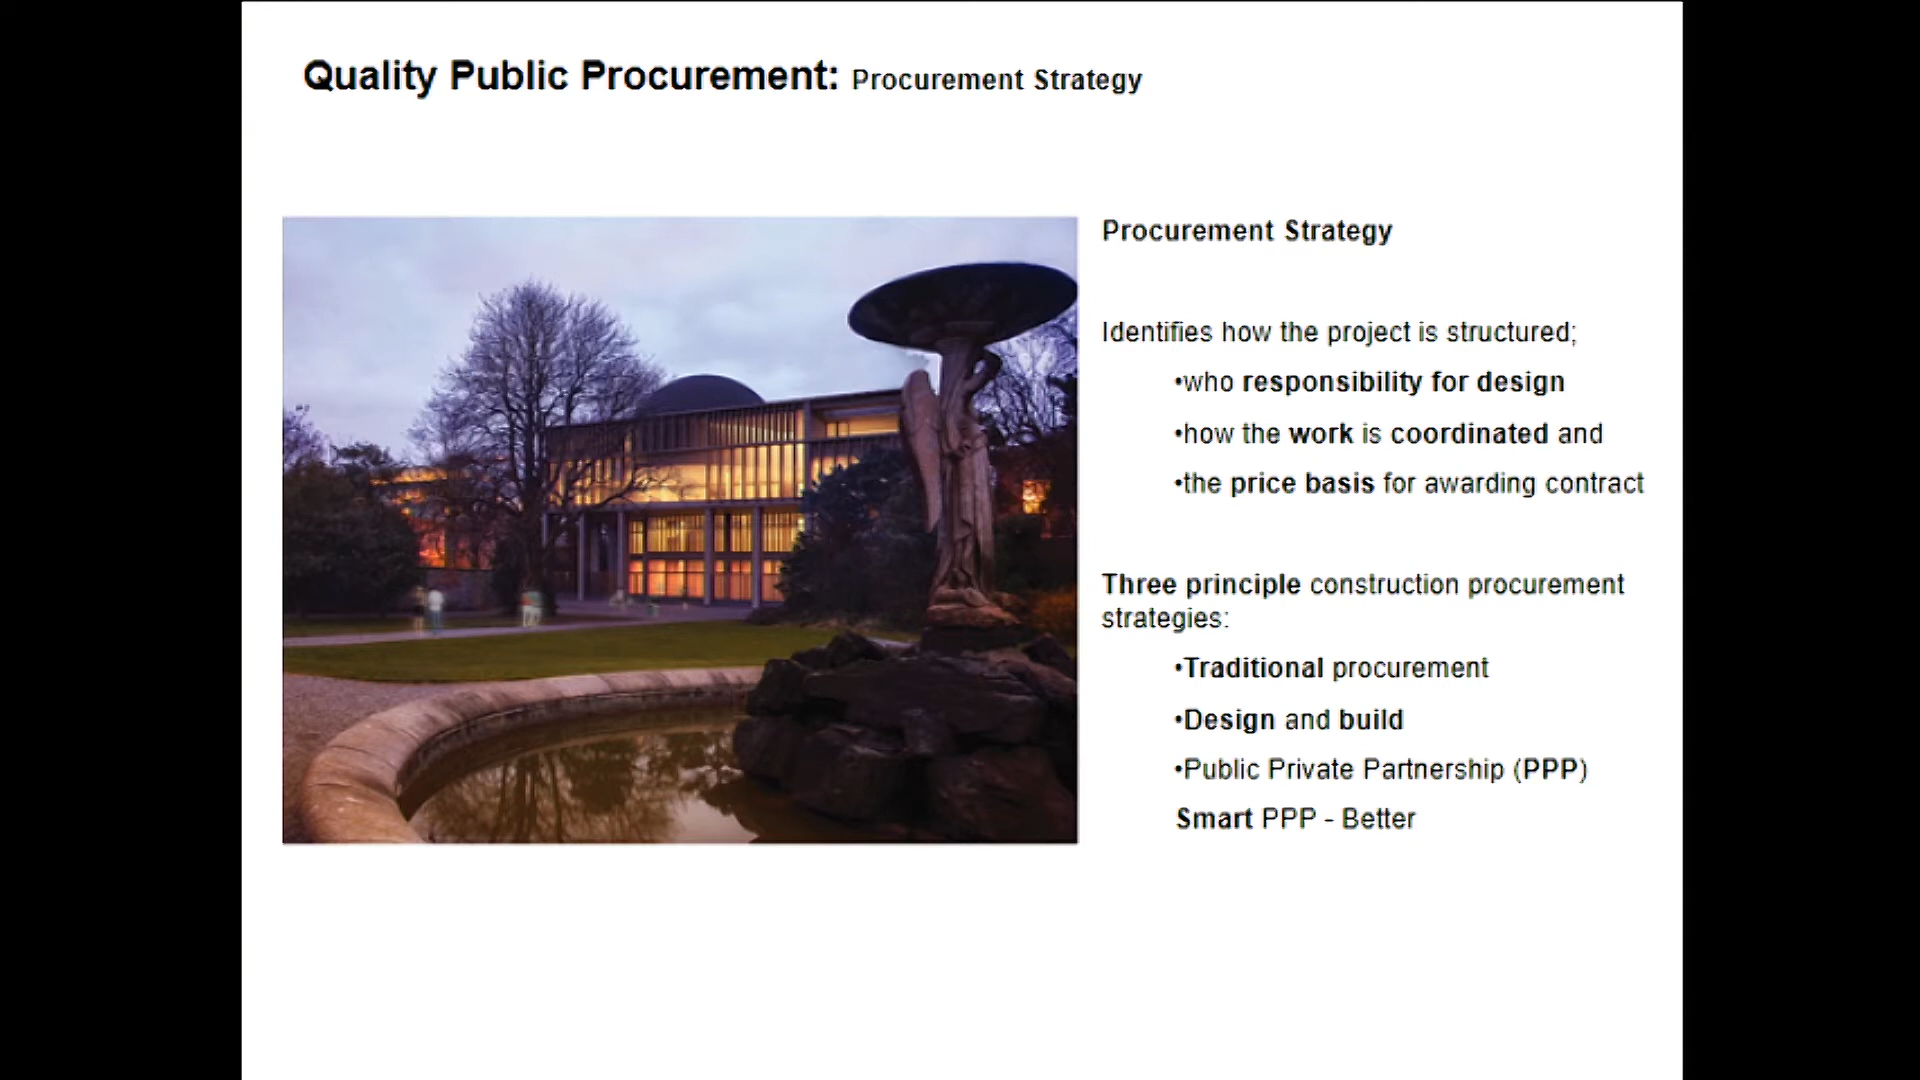 Quality Public Procurement: Procurement Strategy
Procurement Strategy
Identifies how the project is structured;
•who responsibility for design
•how the work is coordinated and
•the price basis for awarding contract
Three principle construction procurement
strategies:
•Traditional procurement
•Design and build
•Public Private Partnership (PPP)
Smart PPP - Better